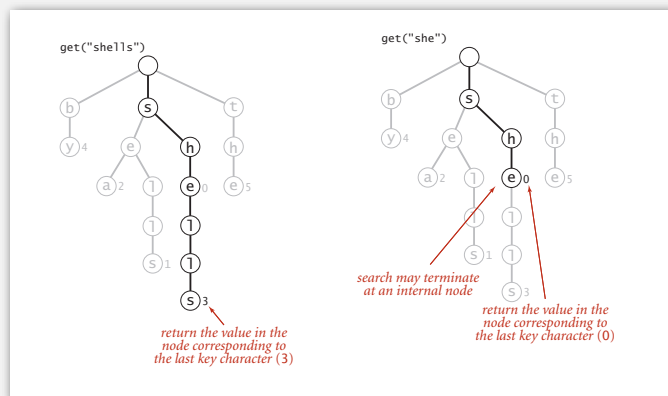 get("shells")
b
s
t
y 4
e
h
h
a 2
l
e 0
e 5
l
l
s 1
l
s 3
return the value in the
node corresponding to
the last key character (3)
get("she")
b
s
t
y 4
e
h
h
a 2
l
e 0
e 5
l
l
s 1
l
s 3
search may terminate
at an internal node
return the value in the
node corresponding to
the last key character (0)